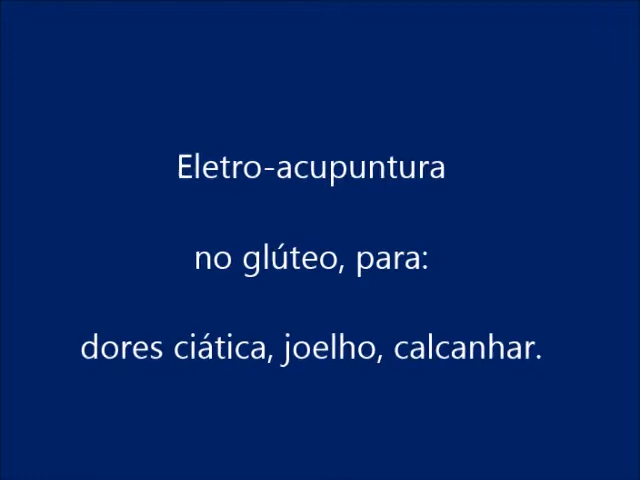 Eletro-acupuntura
no glúteo, para:
dores ciática, joelho, calcanhar.